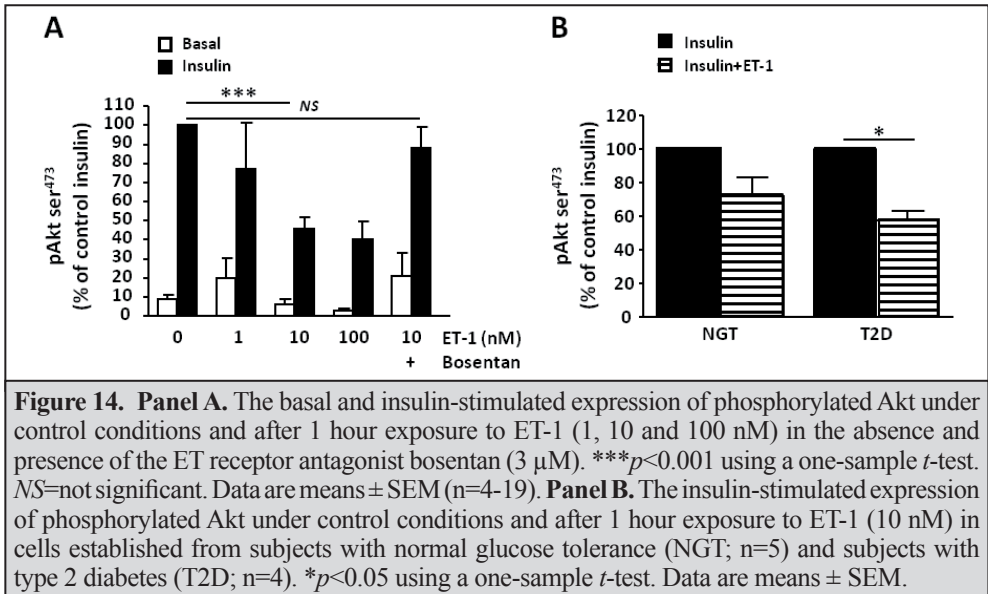 A
Basal
Insulin
***
NS
110
100
90
80
70
60
50
40
30
20
10
0
pAkt ser473
(% of control insulin)
0 1 10 100 10 ET-1 (nM)
+ Bosentan
B
Insulin
Insulin+ET-1
*
120
100
80
60
40
20
0
pAkt ser473
(% of control insulin)
NGT T2D
Figure 14. Panel A. The basal and insulin-stimulated expression of phosphorylated Akt under
control conditions and after 1 hour exposure to ET-1 (1, 10 and 100 nM) in the absence and
presence of the ET receptor antagonist bosentan (3 µM). ***p<0.001 using a one-sample t-test.
NS=not significant. Data are means ± SEM (n=4-19). Panel B. The insulin-stimulated expression
of phosphorylated Akt under control conditions and after 1 hour exposure to ET-1 (10 nM) in
cells established from subjects with normal glucose tolerance (NGT; n=5) and subjects with
type 2 diabetes (T2D; n=4). *p<0.05 using a one-sample t-test. Data are means ± SEM.